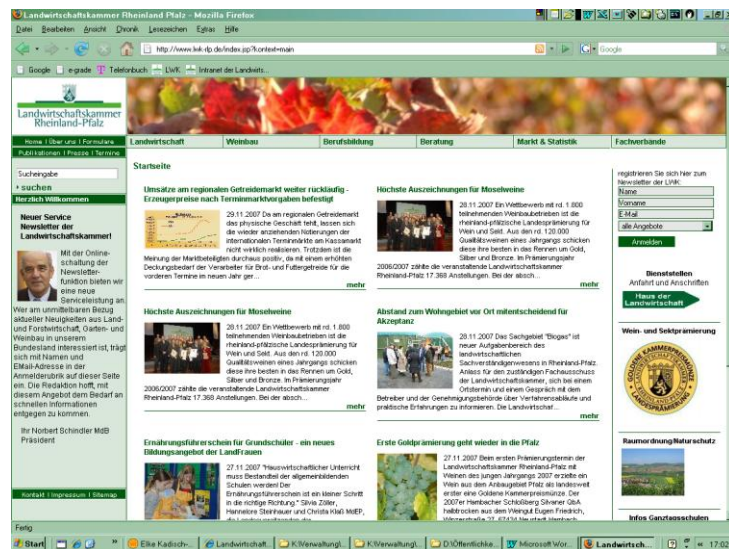 Landwirtschaftskammer Rheinland Pfalz - Mozilla Firefox
Datei Bearbeiten Ansicht Chronik Lesezeichen Extras Hilfe
http://www.lwk-rlp.de/index.jsp?kontext=main
Google
Google e-grade Telefonbuch LWK Intranet der Landwirts...
Landwirtschaftskammer
Rheinland-Pfalz
Home | Über uns | Formulare
Publikationen | Presse | Termine
Landwirtschaft Weinbau Berufsbildung Beratung Markt & Statistik Fachverbände
Sucheingabe
suchen
Herzlich Willkommen
Neuer Service
Newsletter der
Landwirtschaftskammer!
Mit der Online-
schaltung der
Newsletter-
funktion bieten wir
eine neue
Serviceleistung an.
Wer am unmittelbaren Bezug
aktueller Neuigkeiten aus Land-
und Forstwirtschaft, Garten- und
Weinbau in unserem
Bundesland interessiert ist, trägt
sich mit Namen und
EMail-Adresse in der
Anmelderubrik auf dieser Seite
ein. Die Redaktion hofft, mit
diesem Angebot dem Bedarf an
schnellen Informationen
entgegen zu kommen.
Ihr Norbert Schindler MdB
Präsident
Kontakt | Impressum | Sitemap
Startseite
Umsätze am regionalen Getreidemarkt weiter rückläufig -
Erzeugerpreise nach Terminmarktvorgaben befestigt
29.11.2007 Da am regionalen Getreidemarkt
das physische Geschäft fehlt, lassen sich
die wieder anziehenden Notierungen der
internationalen Terminmärkte am Kassamarkt
nicht wirklich realisieren. Trotzdem ist die
Meinung der Marktbeteiligten durchaus positiv, da mit einem erhöhten
Deckungsbedarf der Verarbeiter für Brot- und Futtergetreide für die
vorderen Termine im neuen Jahr ger...
mehr
Höchste Auszeichnungen für Moselweine
28.11.2007 Ein Wettbewerb mit rd. 1.800
teilnehmenden Weinbaubetrieben ist die
rheinland-pfälzische Landesprämierung für
Wein und Sekt. Aus den rd. 120.000
Qualitätsweinen eines Jahrgangs schicken
diese ihre besten in das Rennen um Gold,
Silber und Bronze. Im Prämierungsjahr
2006/2007 zählte die veranstaltende Landwirtschaftskammer
Rheinland-Pfalz 17.368 Anstellungen. Bei der absch...
mehr
Höchste Auszeichnungen für Moselweine
28.11.2007 Ein Wettbewerb mit rd. 1.800
teilnehmenden Weinbaubetrieben ist die
rheinland-pfälzische Landesprämierung für
Wein und Sekt. Aus den rd. 120.000
Qualitätsweinen eines Jahrgangs schicken
diese ihre besten in das Rennen um Gold,
Silber und Bronze. Im Prämierungsjahr
2006/2007 zählte die veranstaltende Landwirtschaftskammer
Rheinland-Pfalz 17.368 Anstellungen. Bei der absch...
mehr
Abstand zum Wohngebiet vor Ort mitentscheidend für
Akzeptanz
28.11.2007 Das Sachgebiet "Biogas" ist
neuer Aufgabenbereich des
landwirtschaftlichen
Sachverständigenwesens in Rheinland-Pfalz.
Anlass für den zuständigen Fachausschuss
der Landwirtschaftskammer, sich bei einem
Ortstermin und einem Gespräch mit dem
Betreiber und der Genehmigungsbehörde über Verfahrensabläufe und
praktische Erfahrungen zu informieren. Die Landwirtschaf...
mehr
Ernährungsführerschein für Grundschüler - ein neues
Bildungsangebot der LandFrauen
27.11.2007 "Hauswirtschaftlicher Unterricht
muss Bestandteil der allgemeinbildenden
Schulen werden! Der
Ernährungsführerschein ist ein kleiner Schritt
in die richtige Richtung." Silvia Zöller,
Hannelore Steinhauer und Christa Klaß MdEP,
Erste Goldprämierung geht wieder in die Pfalz
27.11.2007 Beim ersten Prämierungstermin der
Landwirtschaftskammer Rheinland-Pfalz mit
Weinen des jungen Jahrgangs 2007 erzielte ein
Wein aus dem Anbaugebiet Pfalz als landesweit
erster eine Goldene Kammerpreismünze. Der
2007er Hambacher Schloßberg Silvaner QbA
halbtrocken aus dem Weingut Eugen Friedrich,
registrieren Sie sich hier zum
Newsletter der LWK:
Name
Vorname
E-Mail
alle Angebote
Anmelden
Dienststellen
Anfahrt und Anschriften
Haus der
Landwirtschaft
Wein- und Sektprämierung
GOLDENE KAMMERPREISMÜNZE
LANDESPRÄMIERUNG
Raumordnung/Naturschutz
Infos Ganztagsschulen
Fertig
Start Elke Kadisch-... Landwirtschaft... K:\Verwaltung\... K:\Verwaltung\... D:\Öffentlichke... Microsoft Wor... Landwirtsch... 17:02